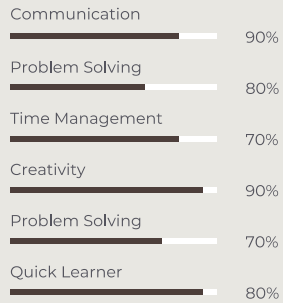 Communication
90%
Problem Solving
80%
Time Management
70%
Creativity
90%
Problem Solving
70%
Quick Learner
80%